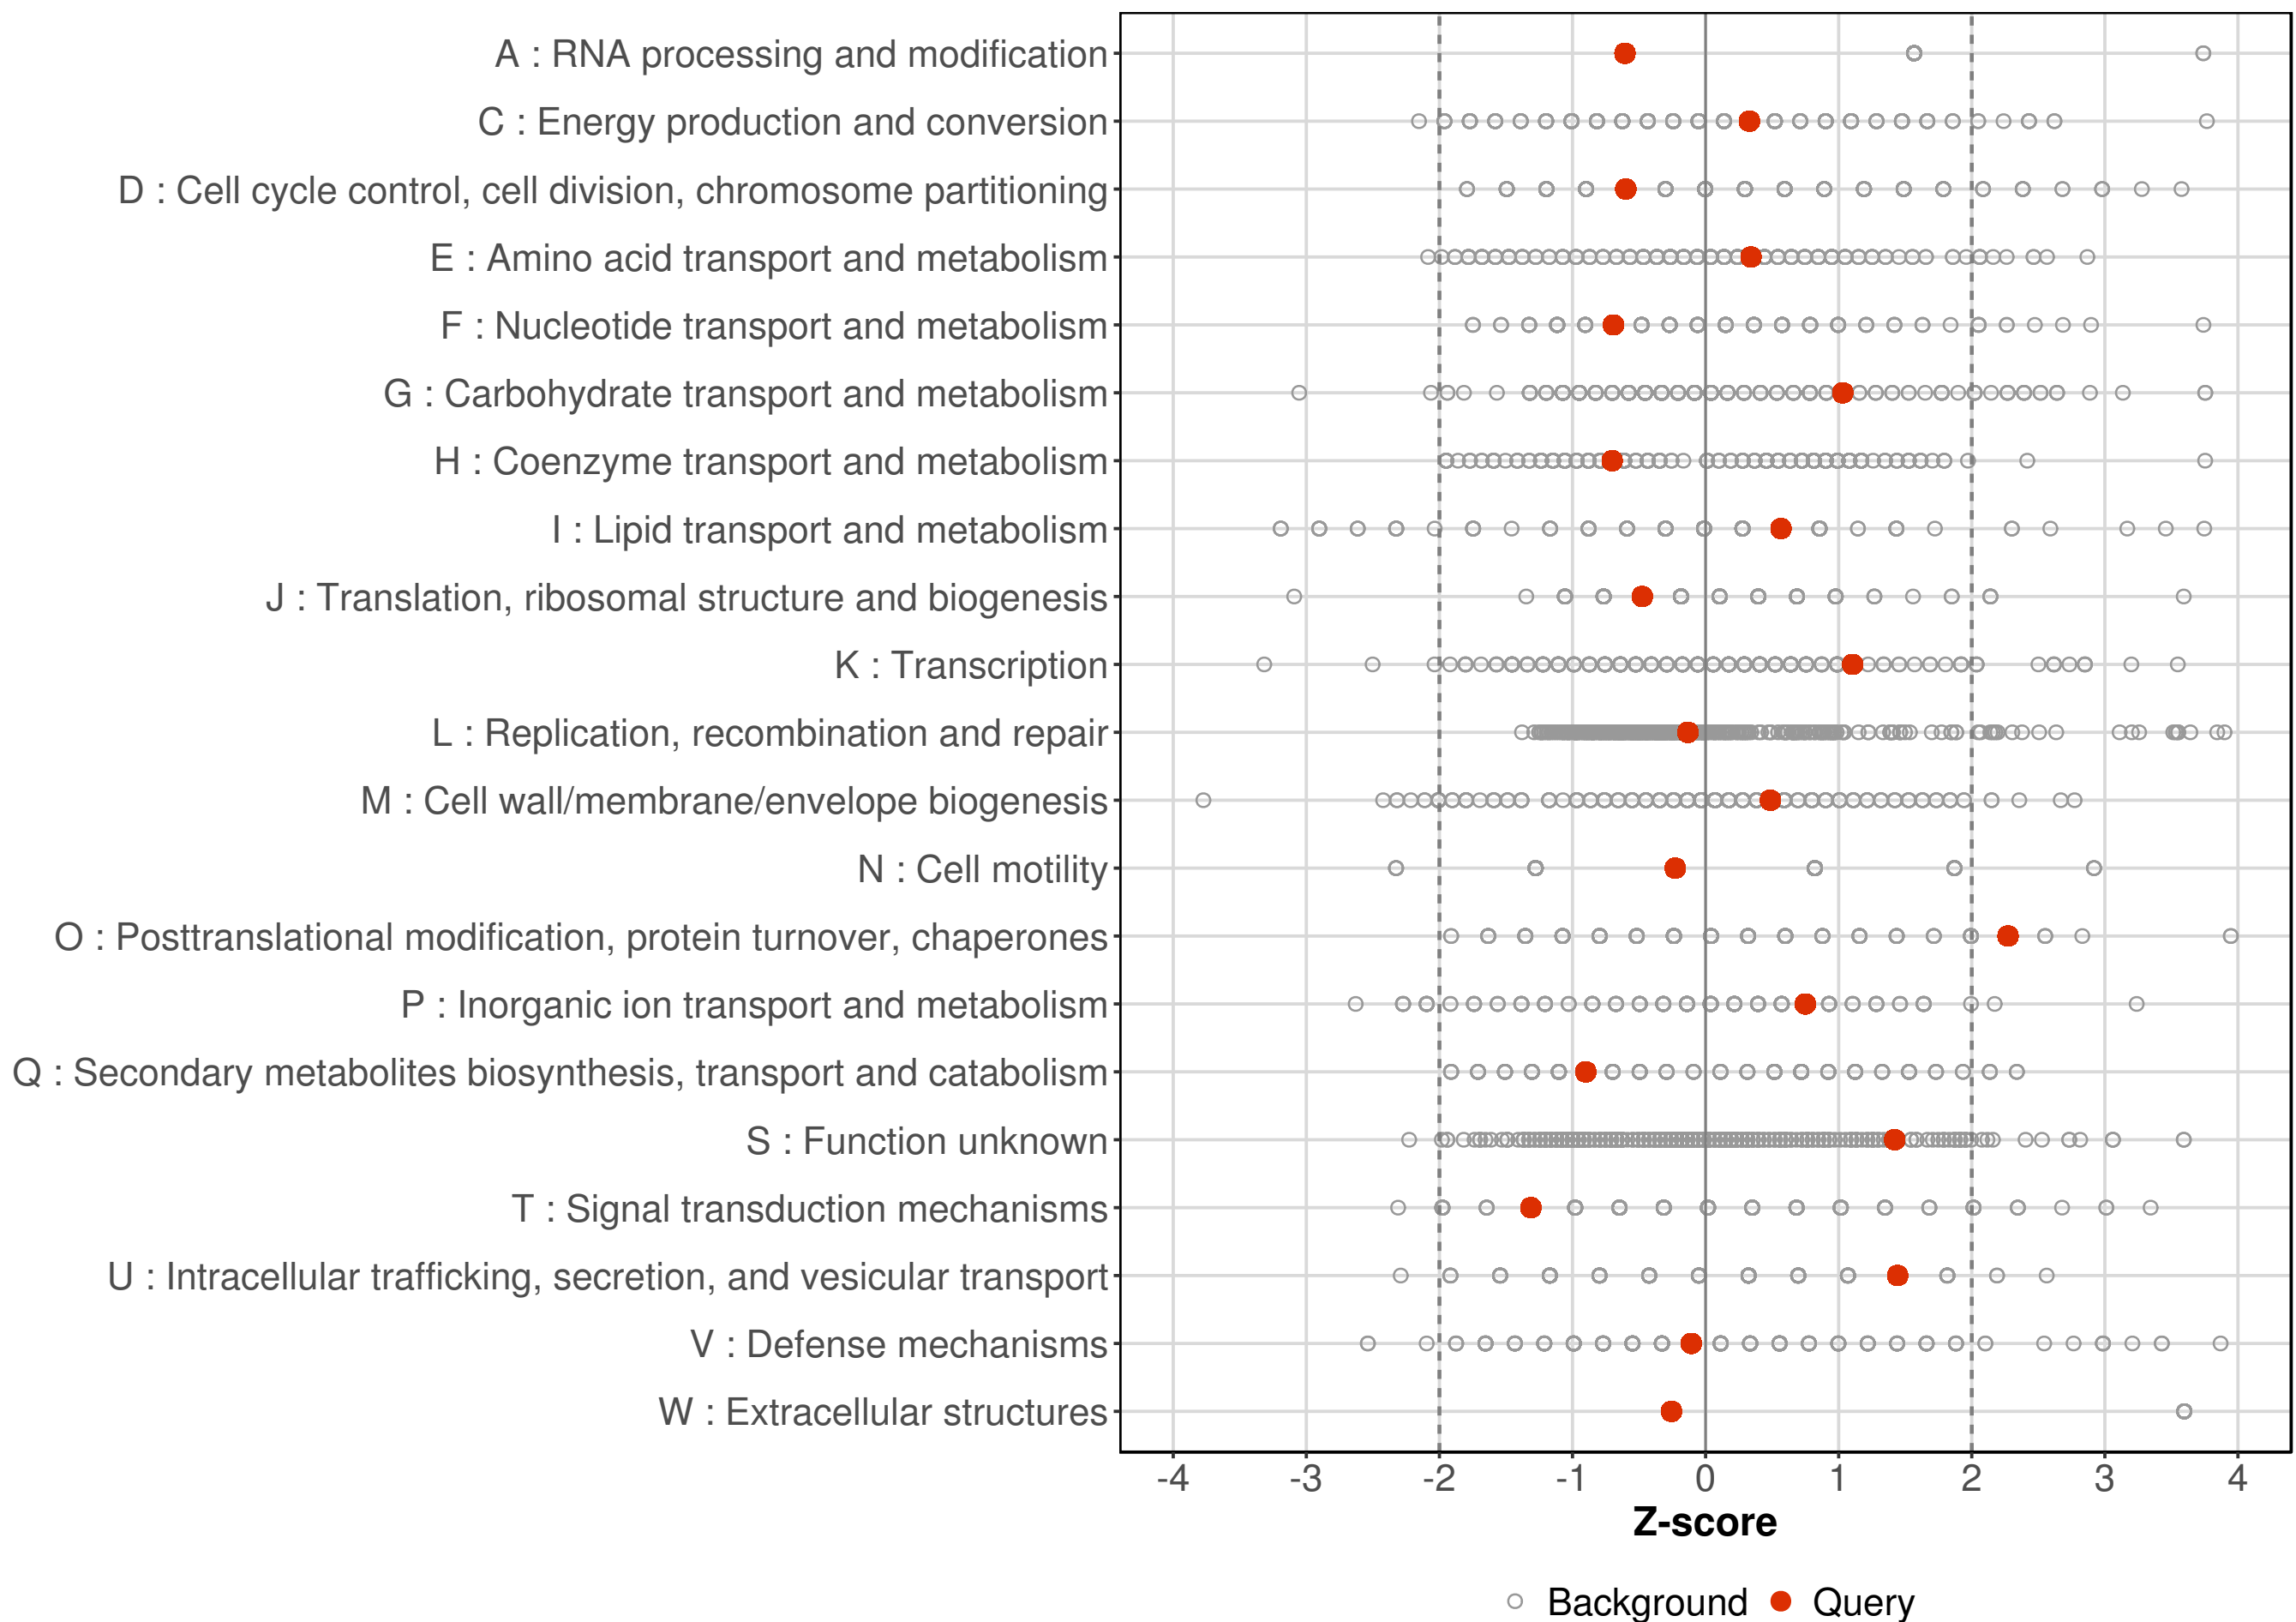 A : RNA processing and modification
C : Energy production and conversion
D : Cell cycle control, cell division, chromosome partitioning
E : Amino acid transport and metabolism
F : Nucleotide transport and metabolism
G : Carbohydrate transport and metabolism
H : Coenzyme transport and metabolism
I : Lipid transport and metabolism
J : Translation, ribosomal structure and biogenesis
K : Transcription
L : Replication, recombination and repair
M : Cell wall/membrane/envelope biogenesis
N : Cell motility
O : Posttranslational modification, protein turnover, chaperones
P : Inorganic ion transport and metabolism
Q : Secondary metabolites biosynthesis, transport and catabolism
S : Function unknown
T : Signal transduction mechanisms
U : Intracellular trafficking, secretion, and vesicular transport
V : Defense mechanisms
W : Extracellular structures
-4 -3 -2 -1 0 1 2 3 4
Z-score
Background Query